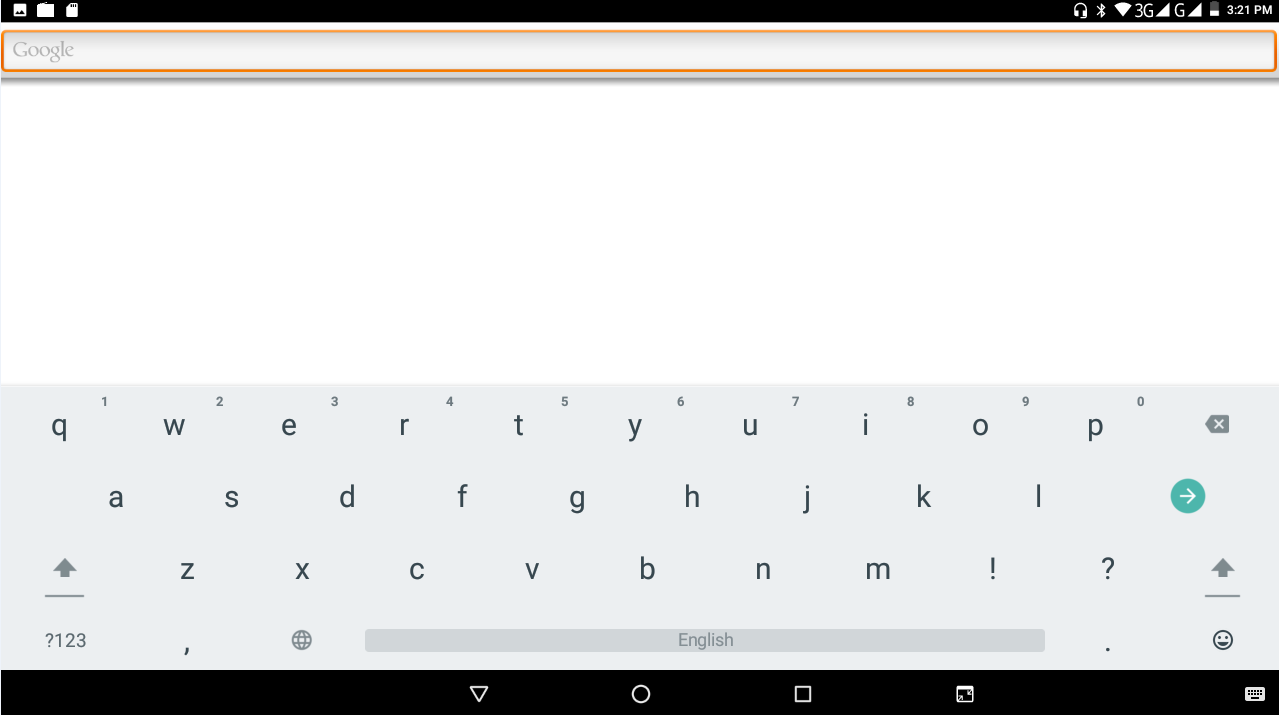 3G G 3:21 PM
Google
1 2 3 4 5 6 7 8 9 0
q w e r t y u i o p
a s d f g h j k l
z x c v b n m ! ?
?123 , English .